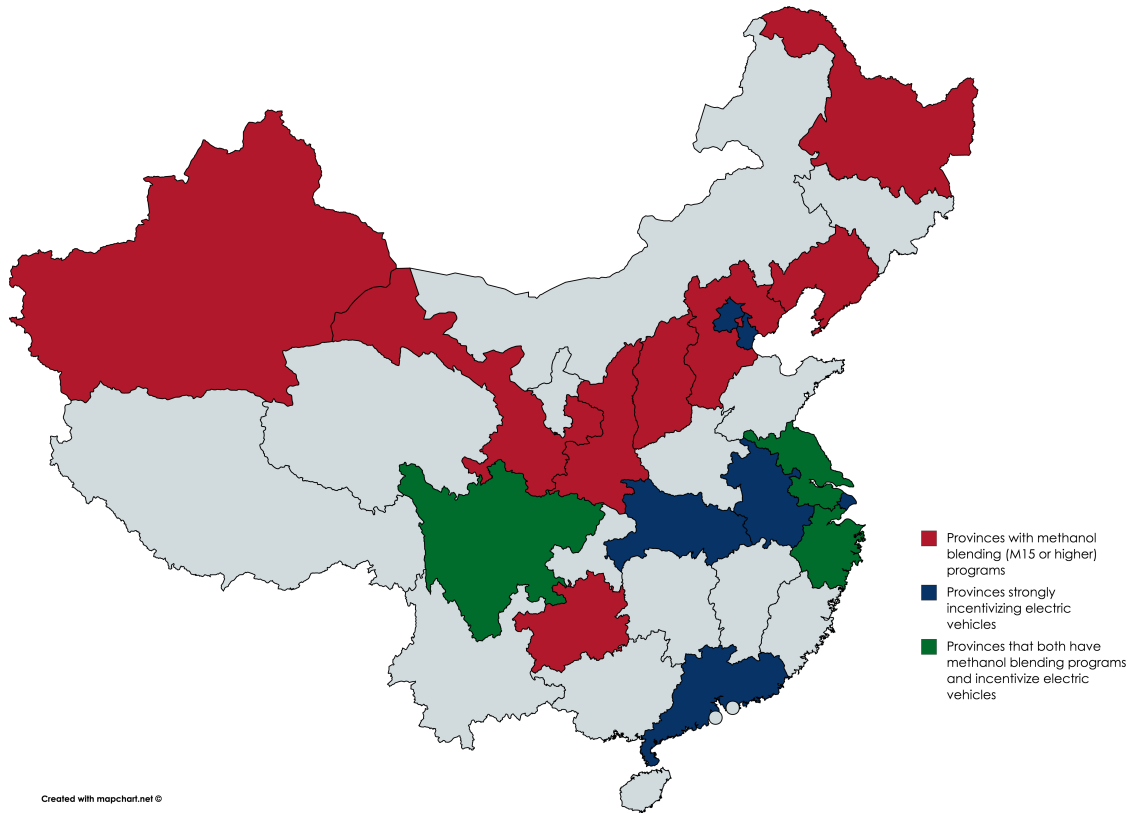 Provinces with methanol
blending (M15 or higher)
programs
Provinces strongly
incentivizing electric
vehicles
Provinces that both have
methanol blending programs
and incentivize electric
vehicles
Created with mapchart.net ©